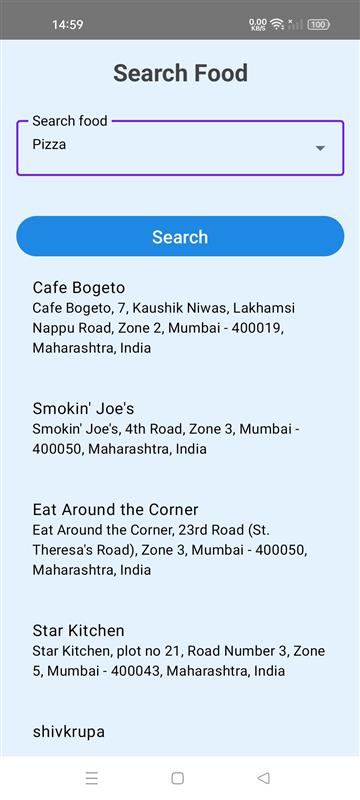 14:59
0.00
KB/S
100
Search Food
Search food
Pizza
Search
Cafe Bogeto
Cafe Bogeto, 7, Kaushik Niwas, Lakhamsi
Nappu Road, Zone 2, Mumbai - 400019,
Maharashtra, India
Smokin' Joe's
Smokin' Joe's, 4th Road, Zone 3, Mumbai -
400050, Maharashtra, India
Eat Around the Corner
Eat Around the Corner, 23rd Road (St.
Theresa's Road), Zone 3, Mumbai - 400050,
Maharashtra, India
Star Kitchen
Star Kitchen, plot no 21, Road Number 3, Zone
5, Mumbai - 400043, Maharashtra, India
shivkrupa